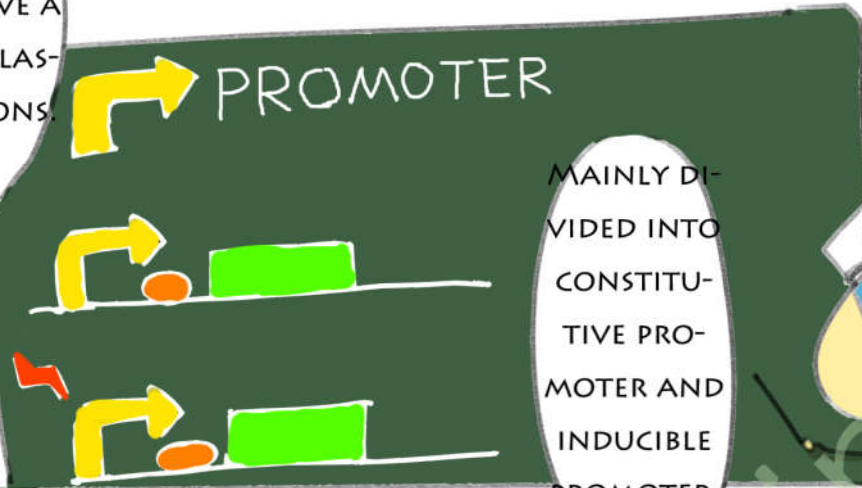 VE A
LAS-
ONS.
PROMOTER
MAINLY DI-
VIDED INTO
CONSTITU-
TIVE PRO-
MOTER AND
INDUCIBLE